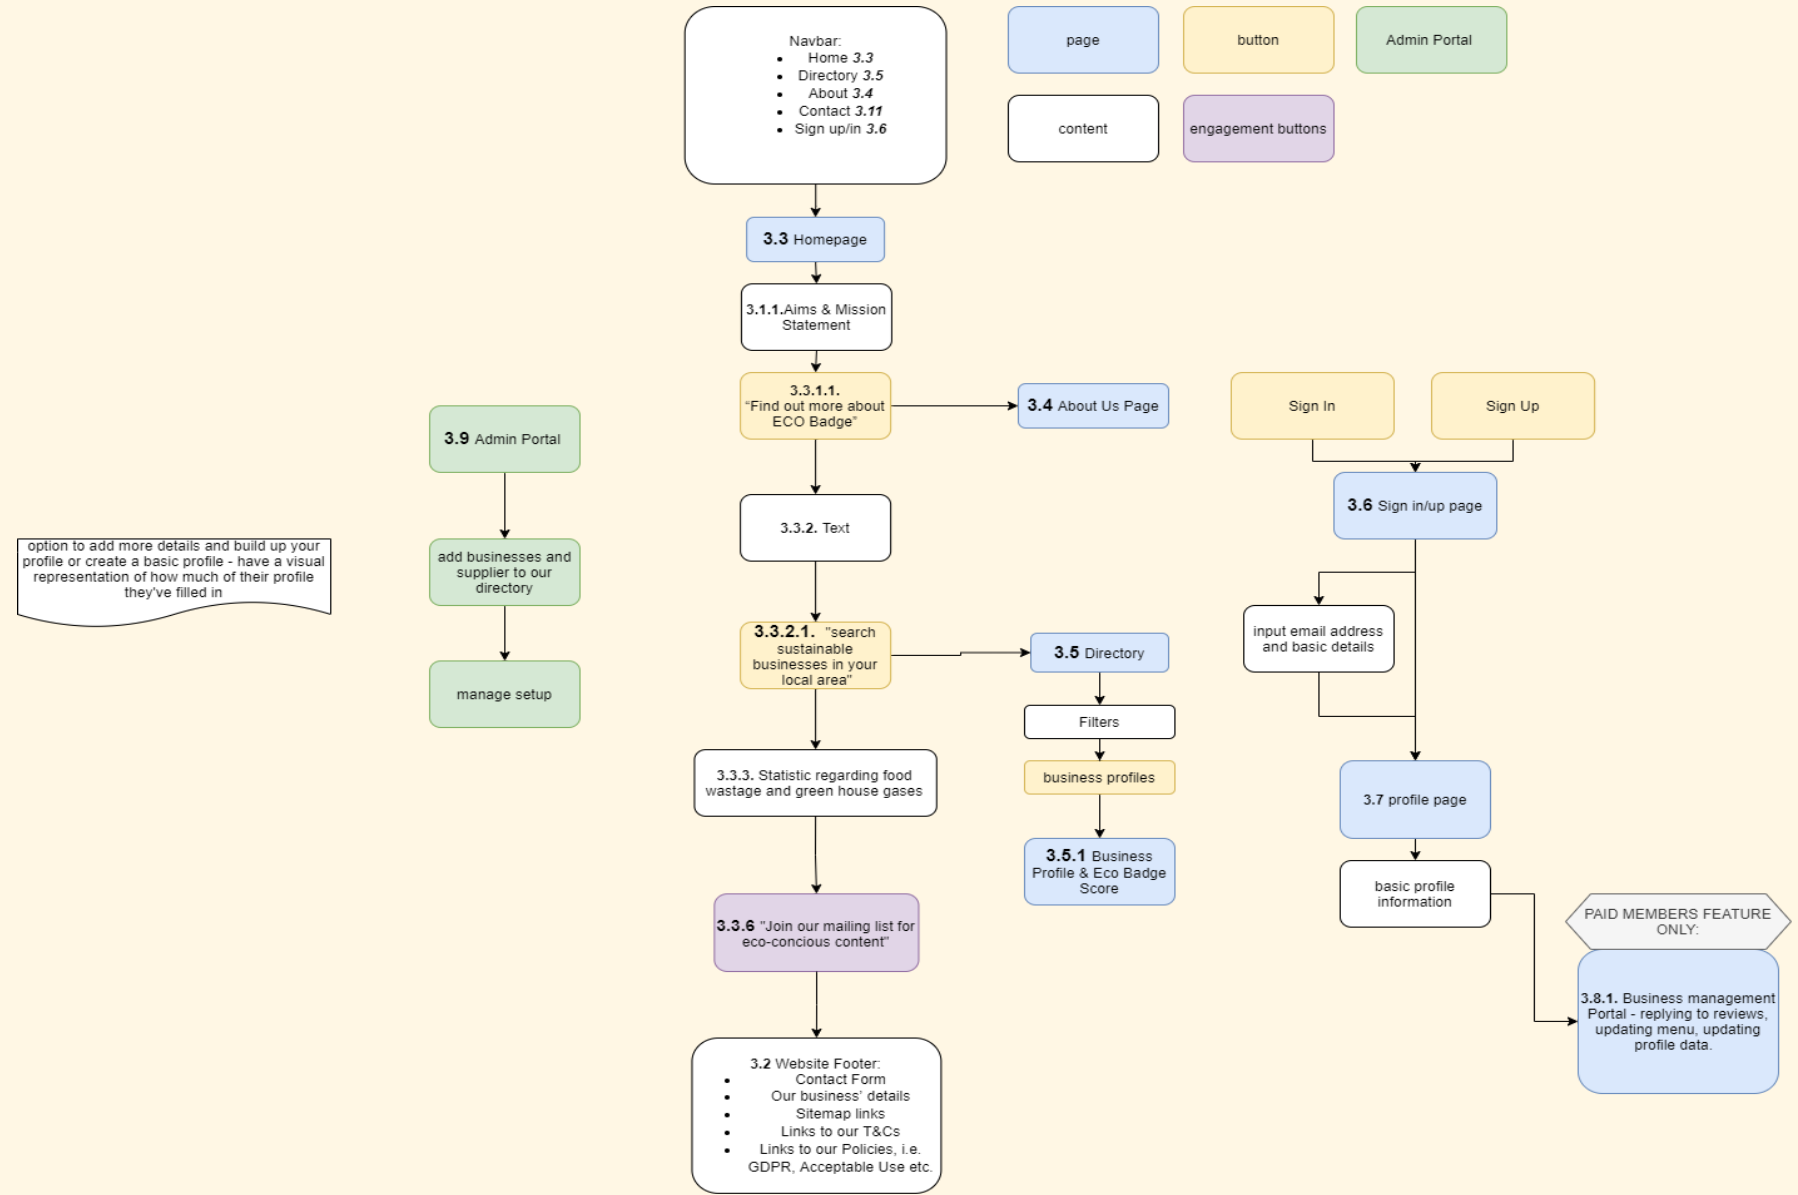 Navbar:
• Home 3.3
• Directory 3.5
• About 3.4
• Contact 3.11
• Sign up/in 3.6
page
button
Admin Portal
content
engagement buttons
3.3 Homepage
3.1.1.Aims & Mission
Statement
3.3.1.1.
“Find out more about
ECO Badge”
3.4 About Us Page
3.3.2. Text
3.3.2.1. "search
sustainable
businesses in your
local area"
3.5 Directory
Filters
business profiles
3.5.1 Business
Profile & Eco Badge
Score
3.3.3. Statistic regarding food
wastage and green house gases
3.3.6 "Join our mailing list for
eco-concious content"
3.2 Website Footer:
• Contact Form
• Our business’ details
• Sitemap links
• Links to our T&Cs
• Links to our Policies, i.e.
GDPR, Acceptable Use etc.
3.9 Admin Portal
add businesses and
supplier to our
directory
manage setup
option to add more details and build up your
profile or create a basic profile - have a visual
representation of how much of their profile
they've filled in
Sign In
Sign Up
3.6 Sign in/up page
input email address
and basic details
3.7 profile page
basic profile
information
PAID MEMBERS FEATURE
ONLY:
3.8.1. Business management
Portal - replying to reviews,
updating menu, updating
profile data.